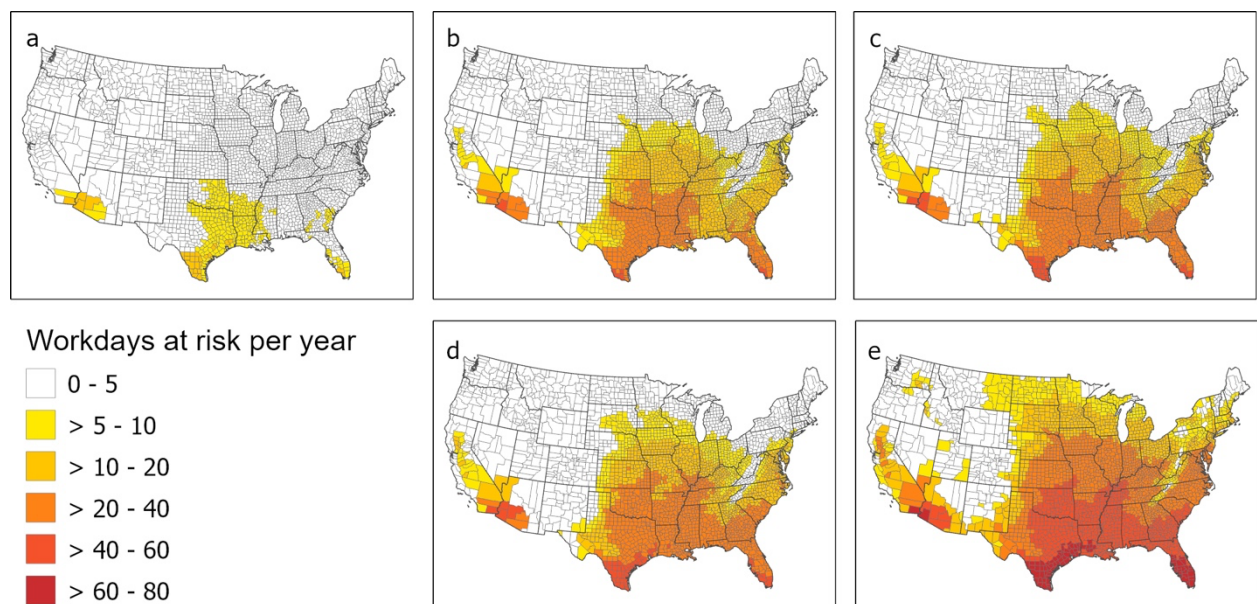 a
b
c
Workdays at risk per year
0 - 5
> 5 - 10
> 10 - 20
> 20 - 40
> 40 - 60
> 60 - 80
d
e